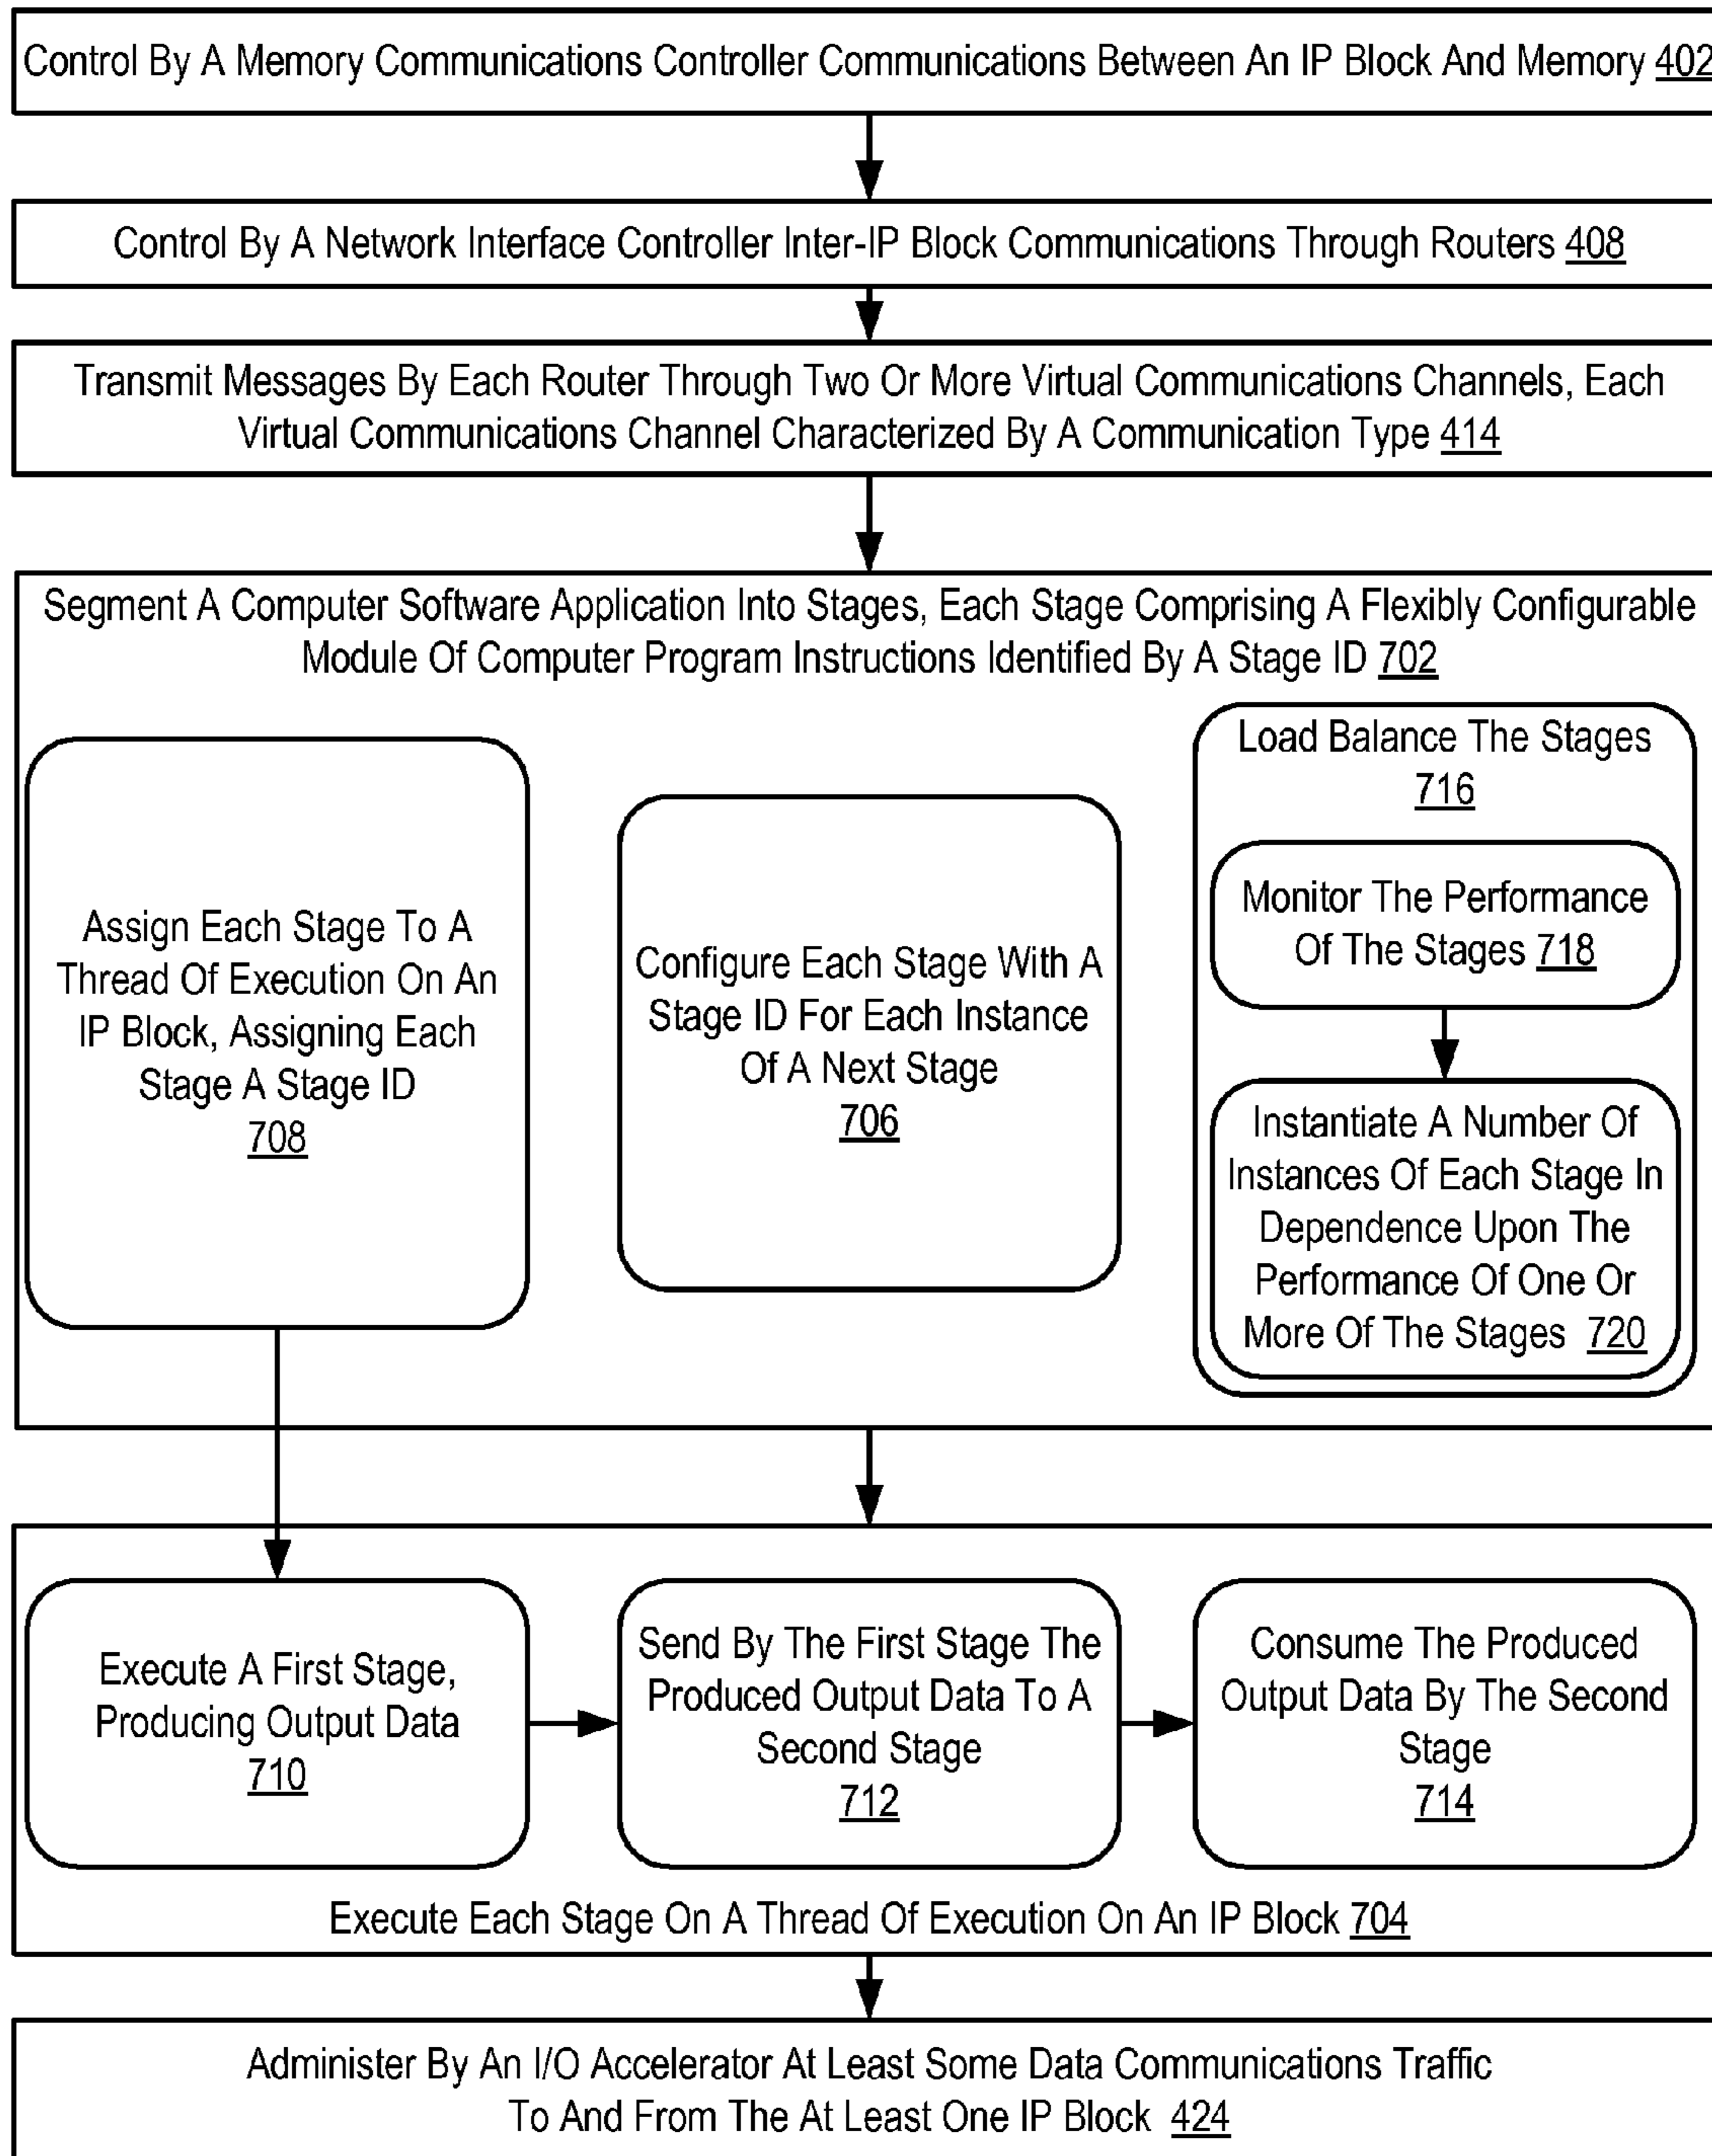 Control By A Memory Communications Controller Communications Between An IP Block And Memory 402
Control By A Network Interface Controller Inter-IP Block Communications Through Routers 408
Transmit Messages By Each Router Through Two Or More Virtual Communications Channels, Each
Virtual Communications Channel Characterized By A Communication Type 414
Segment A Computer Software Application Into Stages, Each Stage Comprising A Flexibly Configurable
Module Of Computer Program Instructions Identified By A Stage ID 702
Assign Each Stage To A
Thread Of Execution On An
IP Block, Assigning Each
Stage A Stage ID
708
Configure Each Stage With A
Stage ID For Each Instance
Of A Next Stage
706
Load Balance The Stages
716
Monitor The Performance
Of The Stages 718
Instantiate A Number Of
Instances Of Each Stage In
Dependence Upon The
Performance Of One Or
More Of The Stages 720
Execute A First Stage,
Producing Output Data
710
Send By The First Stage The
Produced Output Data To A
Second Stage
712
Consume The Produced
Output Data By The Second
Stage
714
Execute Each Stage On A Thread Of Execution On An IP Block 704
Administer By An I/O Accelerator At Least Some Data Communications Traffic
To And From The At Least One IP Block 424